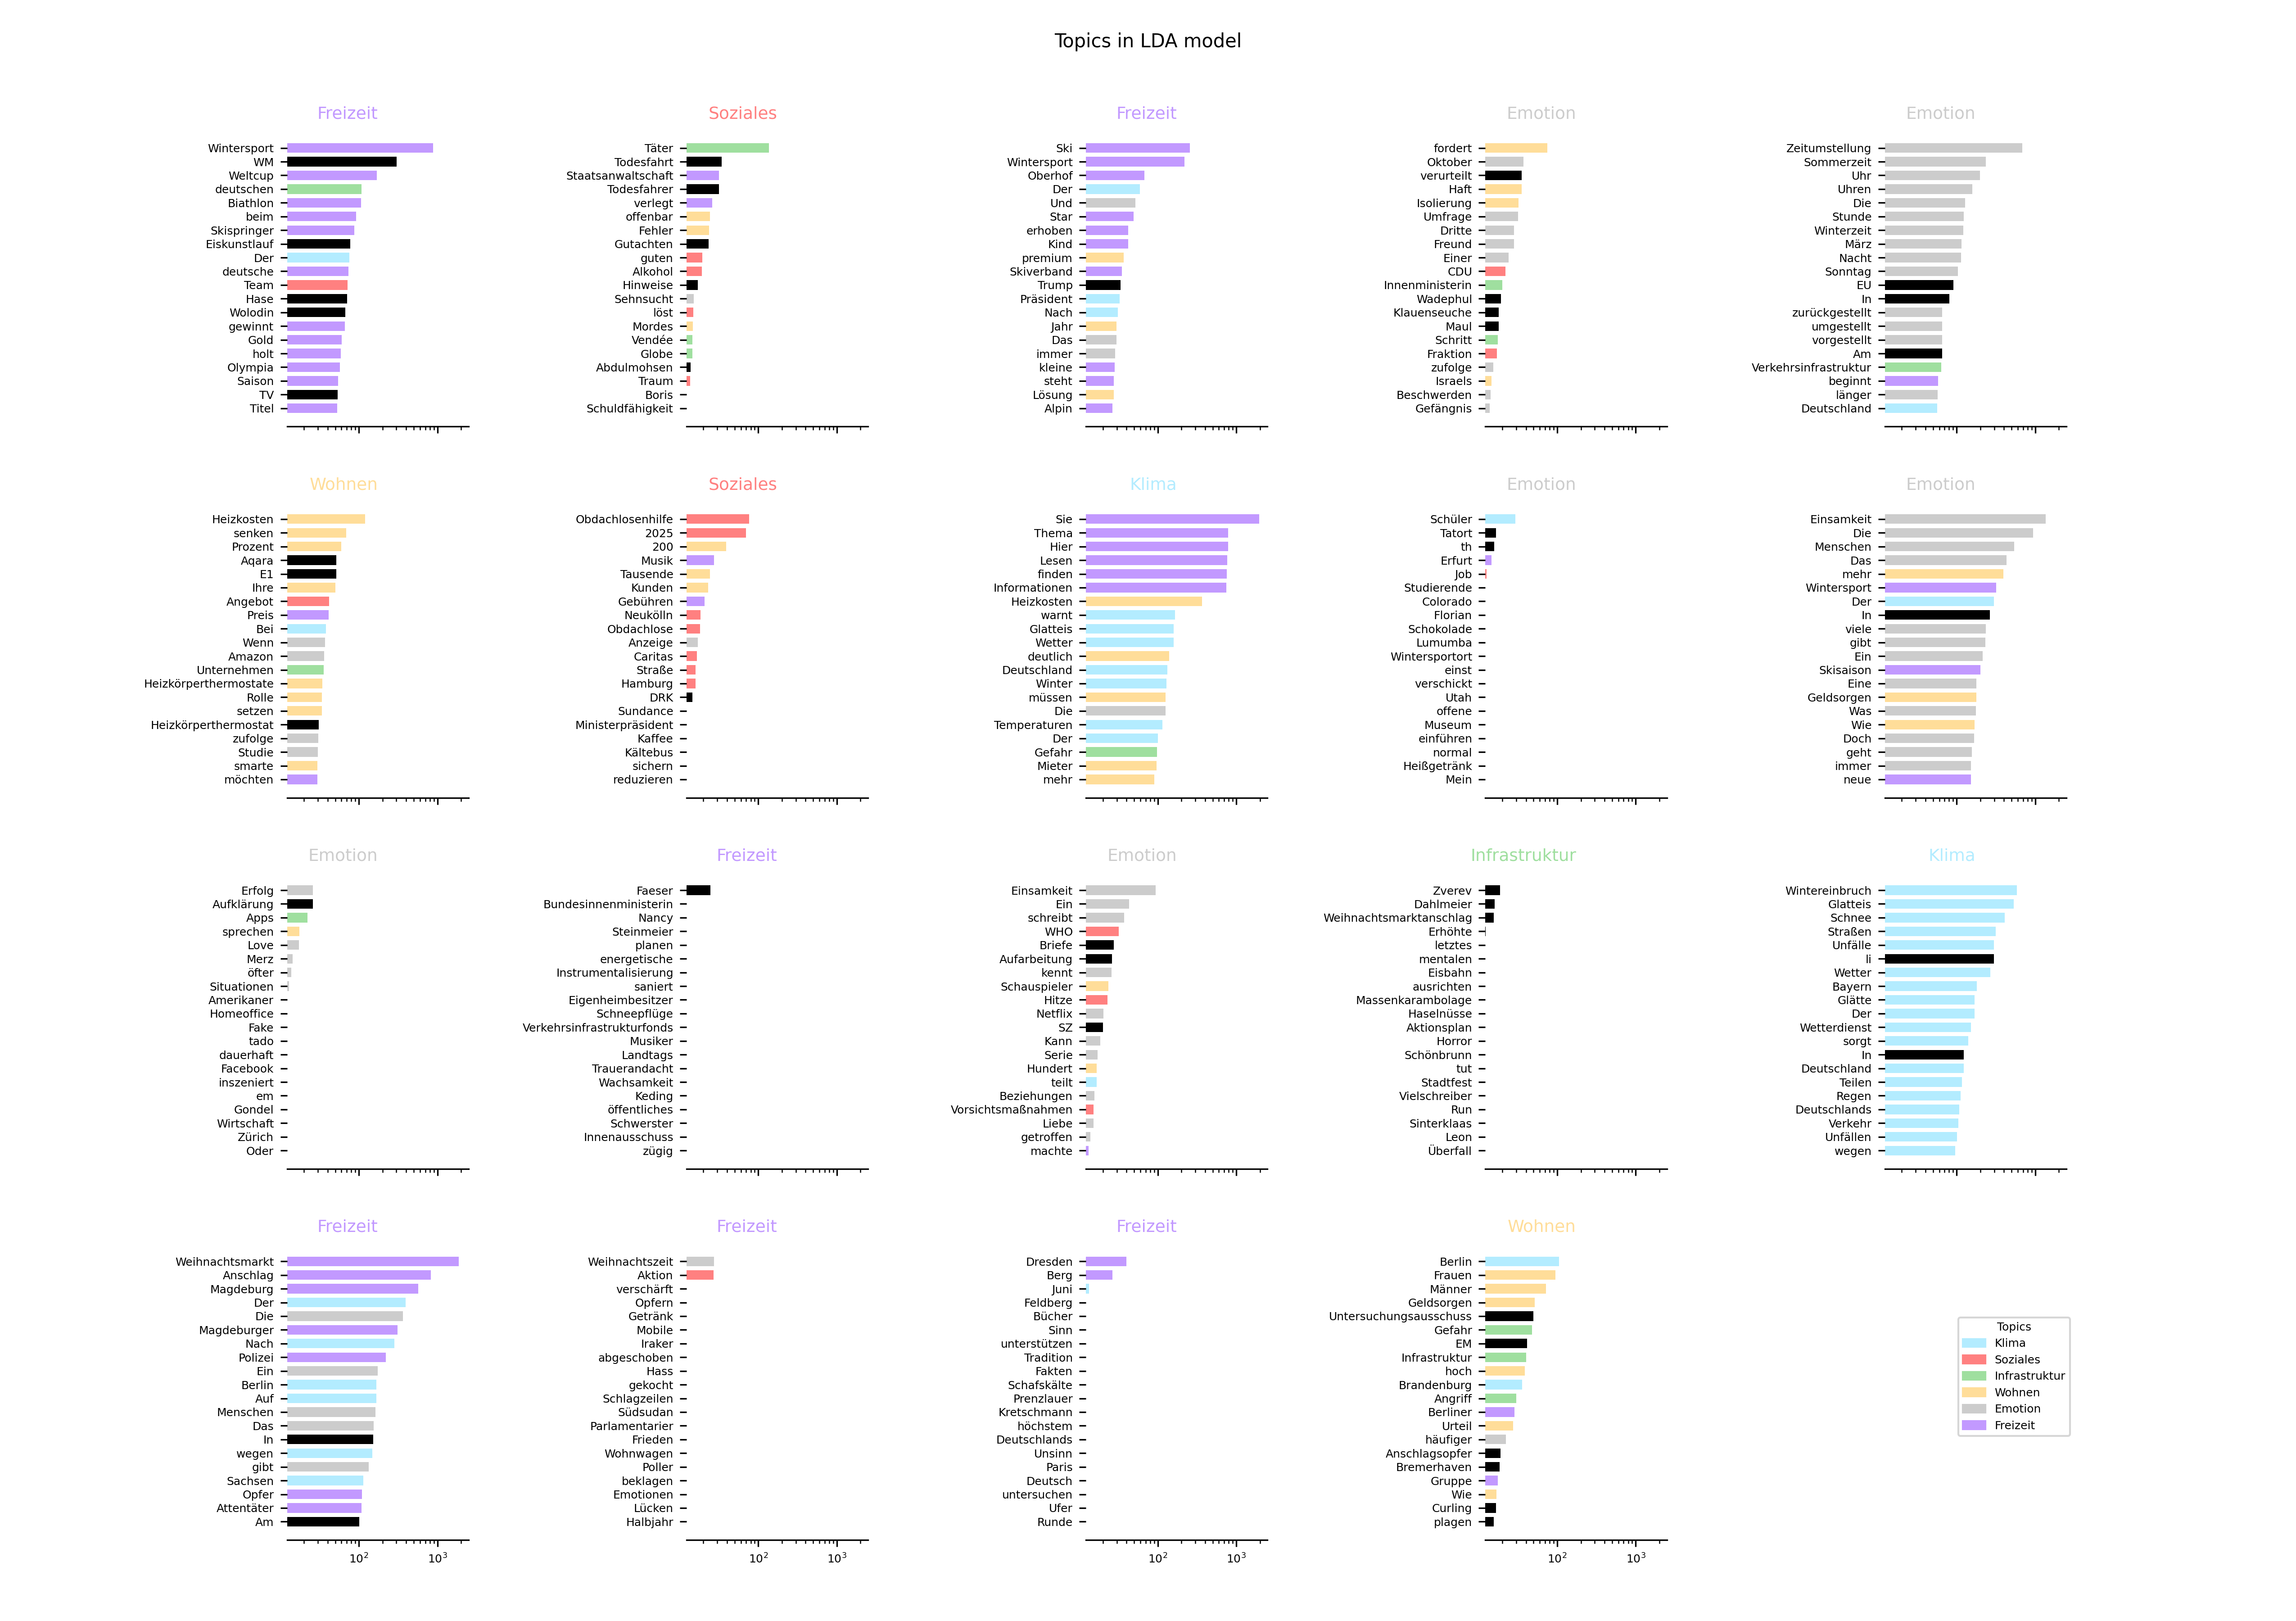 Topics in LDA model
Freizeit
Wintersport
WM
Weltcup
deutschen
Biathlon
beim
Skispringer
Eiskunstlauf
Der
deutsche
Team
Hase
Wolodin
gewinnt
Gold
holt
Olympia
Saison
TV
Titel
Soziales
Täter
Todesfahrt
Staatsanwaltschaft
Todesfahrer
verlegt
offenbar
Fehler
Gutachten
guten
Alkohol
Hinweise
Sehnsucht
löst
Mordes
Vendée
Globe
Abdulmohsen
Traum
Boris
Schuldfähigkeit
Freizeit
Ski
Wintersport
Oberhof
Der
Und
Star
erhoben
Kind
premium
Skiverband
Trump
Präsident
Nach
Jahr
Das
immer
kleine
steht
Lösung
Alpin
Emotion
fordert
Oktober
verurteilt
Haft
Isolierung
Umfrage
Dritte
Freund
Einer
CDU
Innenministerin
Wadephul
Klauenseuche
Maul
Schritt
Fraktion
zufolge
Israels
Beschwerden
Gefängnis
Emotion
Zeitumstellung
Sommerzeit
Uhr
Uhren
Die
Stunde
Winterzeit
März
Nacht
Sonntag
EU
In
zurückgestellt
umgestellt
vorgestellt
Am
Verkehrsinfrastruktur
beginnt
länger
Deutschland
Wohnen
Heizkosten
senken
Prozent
Aqara
E1
Ihre
Angebot
Preis
Bei
Wenn
Amazon
Unternehmen
Heizkörperthermostate
Rolle
setzen
Heizkörperthermostat
zufolge
Studie
smarte
möchten
Soziales
Obdachlosenhilfe
2025
200
Musik
Tausende
Kunden
Gebühren
Neukölln
Obdachlose
Anzeige
Caritas
Straße
Hamburg
DRK
Sundance
Ministerpräsident
Kaffee
Kältebus
sichern
reduzieren
Klima
Sie
Thema
Hier
Lesen
finden
Informationen
Heizkosten
warnt
Glatteis
Wetter
deutlich
Deutschland
Winter
müssen
Die
Temperaturen
Der
Gefahr
Mieter
mehr
Emotion
Schüler
Tatort
th
Erfurt
Job
Studierende
Colorado
Florian
Schokolade
Lumumba
Wintersportort
einst
verschickt
Utah
offene
Museum
einführen
normal
Heißgetränk
Mein
Emotion
Einsamkeit
Die
Menschen
Das
mehr
Wintersport
Der
In
viele
gibt
Ein
Skisaison
Eine
Geldsorgen
Was
Wie
Doch
geht
immer
neue
Emotion
Erfolg
Aufklärung
Apps
sprechen
Love
Merz
öfter
Situationen
Amerikaner
Homeoffice
Fake
tado
dauerhaft
Facebook
inszeniert
em
Gondel
Wirtschaft
Zürich
Oder
Freizeit
Faeser
Bundesinnenministerin
Nancy
Steinmeier
planen
energetische
Instrumentalisierung
saniert
Eigenheimbesitzer
Schneepflüge
Verkehrsinfrastrukturfonds
Musiker
Landtags
Trauerandacht
Wachsamkeit
Keding
öffentliches
Schwerster
Innenausschuss
zügig
Emotion
Einsamkeit
Ein
schreibt
WHO
Briefe
Aufarbeitung
kennt
Schauspieler
Hitze
Netflix
SZ
Kann
Serie
Hundert
teilt
Beziehungen
Vorsichtsmaßnahmen
Liebe
getroffen
machte
Infrastruktur
Zverev
Dahlmeier
Weihnachtsmarktanschlag
Erhöhte
letztes
mentalen
Eisbahn
ausrichten
Massenkarambolage
Haselnüsse
Aktionsplan
Horror
Schönbrunn
tut
Stadtfest
Vielschreiber
Run
Sinterklaas
Leon
Überfall
Klima
Wintereinbruch
Glatteis
Schnee
Straßen
Unfälle
li
Wetter
Bayern
Glätte
Der
Wetterdienst
sorgt
In
Deutschland
Teilen
Regen
Deutschlands
Verkehr
Unfällen
wegen
Freizeit
Weihnachtsmarkt
Anschlag
Magdeburg
Der
Die
Magdeburger
Nach
Polizei
Ein
Berlin
Auf
Menschen
Das
In
wegen
gibt
Sachsen
Opfer
Attentäter
Am
10² 10³
Freizeit
Weihnachtszeit
Aktion
verschärft
Opfern
Getränk
Mobile
Iraker
abgeschoben
Hass
gekocht
Schlagzeilen
Südsudan
Parlamentarier
Frieden
Wohnwagen
Poller
beklagen
Emotionen
Lücken
Halbjahr
10² 10³
Freizeit
Dresden
Berg
Juni
Feldberg
Bücher
Sinn
unterstützen
Tradition
Fakten
Schafskälte
Prenzlauer
Kretschmann
höchstem
Deutschlands
Unsinn
Paris
Deutsch
untersuchen
Ufer
Runde
10² 10³
Wohnen
Berlin
Frauen
Männer
Geldsorgen
Untersuchungsausschuss
Gefahr
EM
Infrastruktur
hoch
Brandenburg
Angriff
Berliner
Urteil
häufiger
Anschlagsopfer
Bremerhaven
Gruppe
Wie
Curling
plagen
10² 10³
Topics
Klima
Soziales
Infrastruktur
Wohnen
Emotion
Freizeit